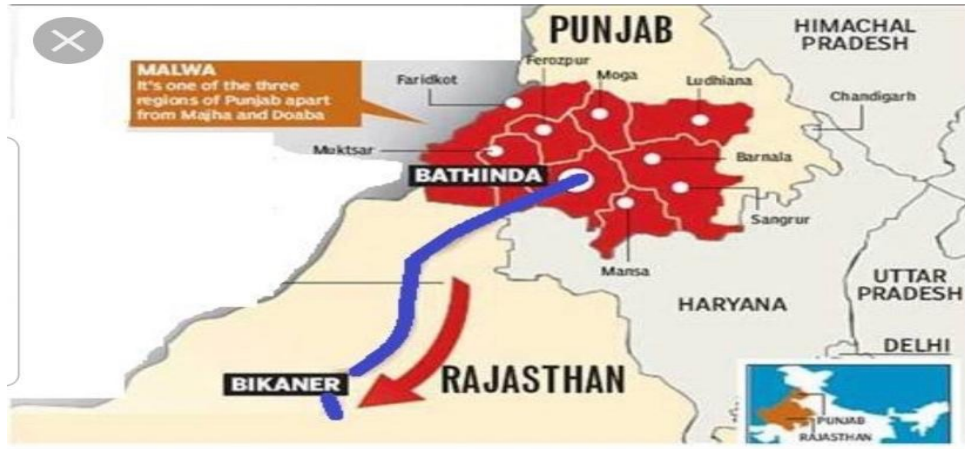 PUNJAB
HIMACHAL
PRADESH
MALWA
It's one of the three
regions of Punjab apart
from Majha and Doaba
Faridkot
Ferozpur
Moga
Ludhiana
Chandigarh
Muktsar
BATHINDA
Barnala
Sangrur
Mansa
HARYANA
UTTAR
PRADESH
DELHI
BIKANER
RAJASTHAN
PUNJAB
RAJASTHAN